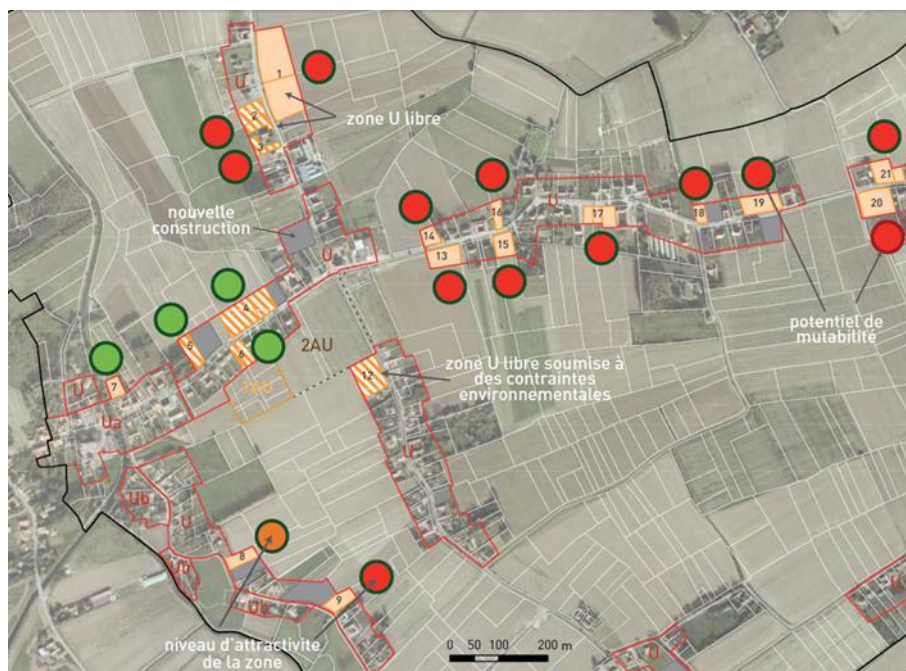 U
1
2
zone U libre
3
21
16
U
17
18
19
20
nouvelle
construction
14
U
13
15
4
potentiel de
mutabilité
5
6
2AU
zone U libre soumise à
des contraintes
environnementales
12
1AU
U
7
Ua
U
Ub
U
8
Ub
9
niveau d'attractivite
de la zone
0 50 100 200 m
U